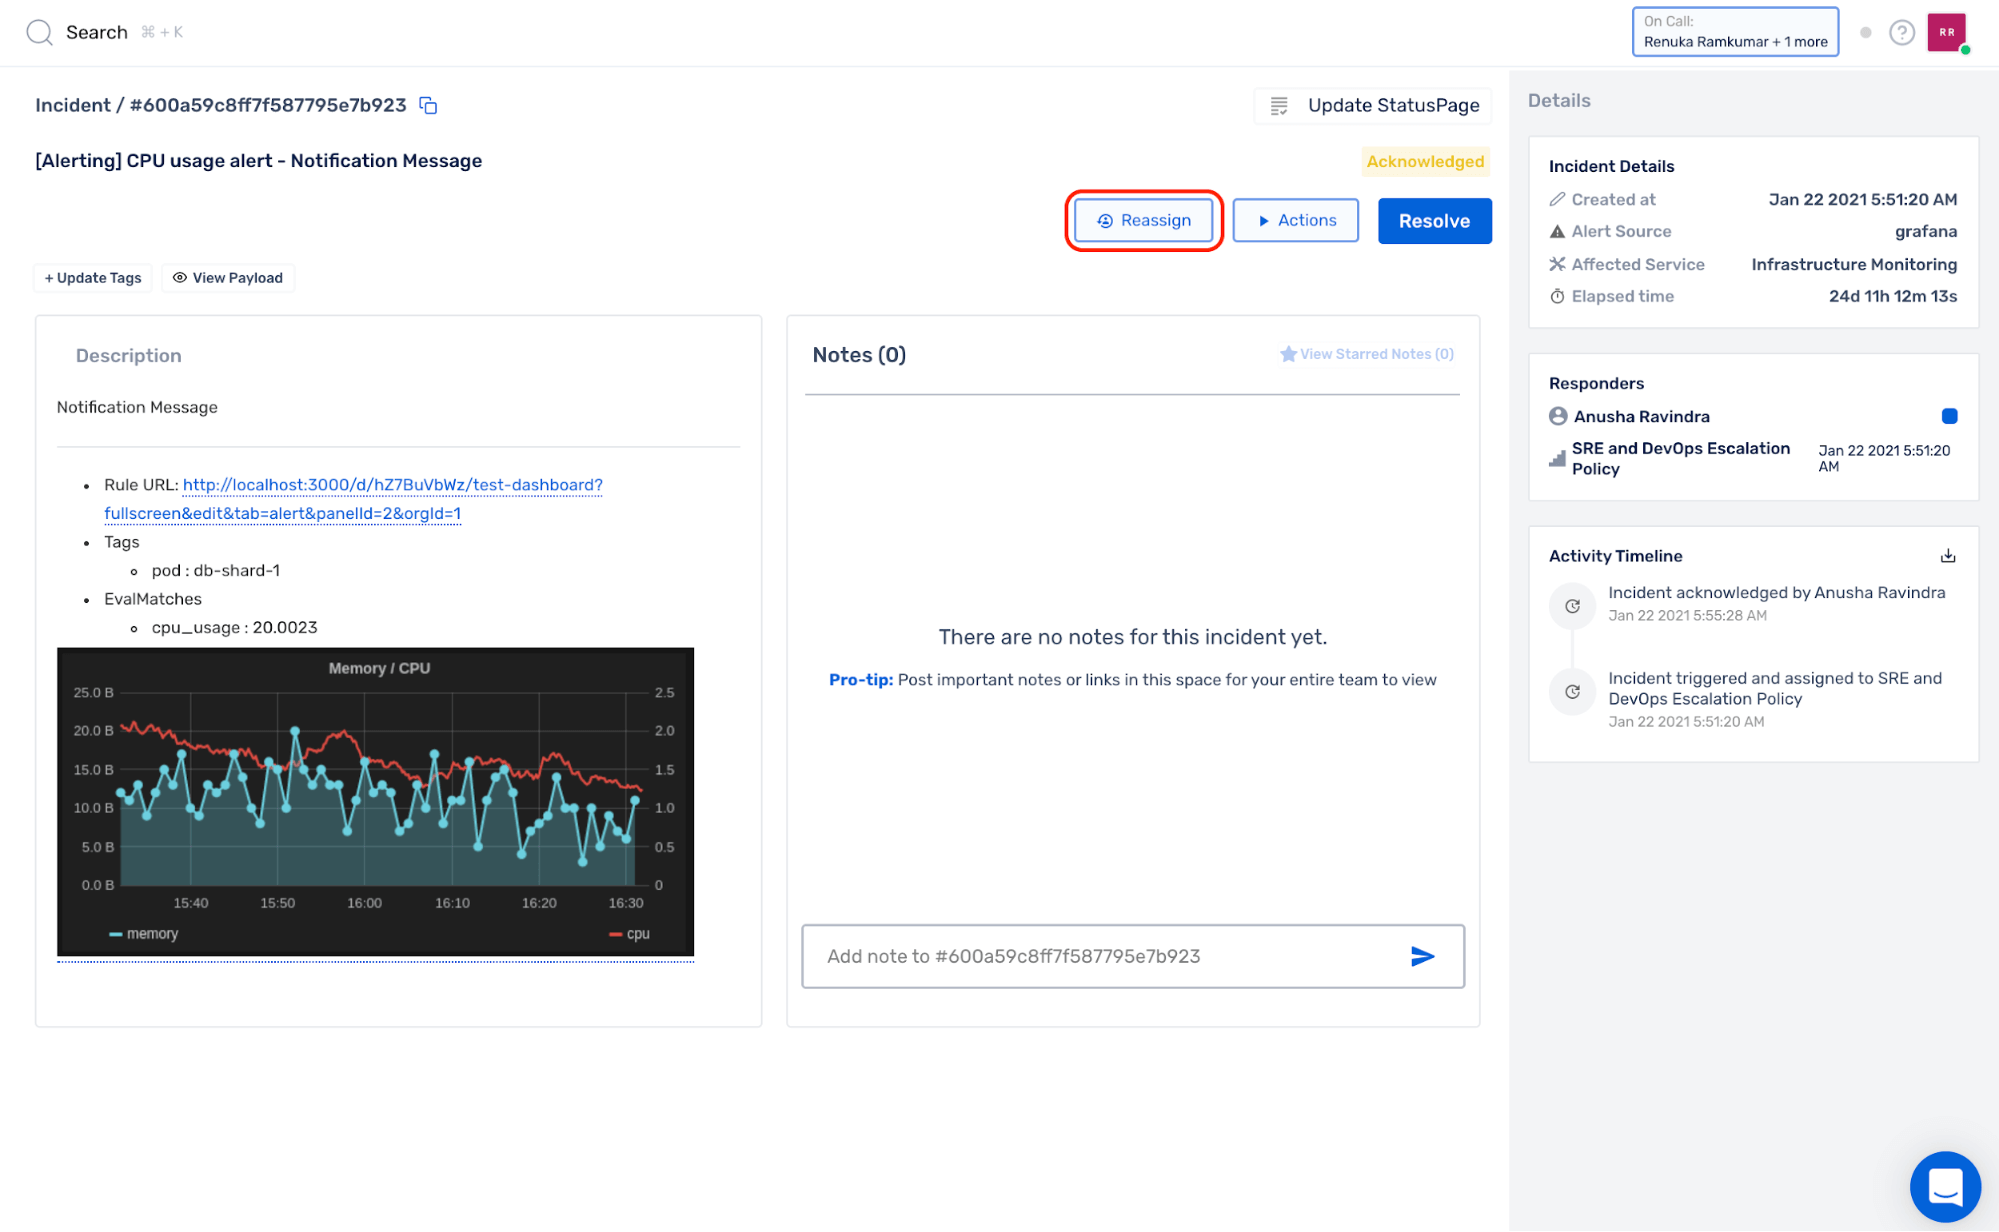 Search ⌘ + K
On Call:
Renuka Ramkumar + 1 more
?
RR
Incident / #600a59c8ff7f587795e7b923
Update StatusPage
[Alerting] CPU usage alert - Notification Message
Acknowledged
Reassign
Actions
Resolve
+ Update Tags
View Payload
Description
Notification Message
Rule URL: http://localhost:3000/d/hZ7BuVbWz/test-dashboard?
fullscreen&edit&tab=alert&panelId=2&orgId=1
Tags
pod : db-shard-1
EvalMatches
cpu_usage : 20.0023
Memory / CPU
25.0 B
20.0 B
15.0 B
10.0 B
5.0 B
0.0 B
2.5
2.0
1.5
1.0
0.5
0
15:40 15:50 16:00 16:10 16:20 16:30
memory
cpu
Notes (0)
View Starred Notes (0)
There are no notes for this incident yet.
Pro-tip: Post important notes or links in this space for your entire team to view
Add note to #600a59c8ff7f587795e7b923
Details
Incident Details
Created at Jan 22 2021 5:51:20 AM
Alert Source grafana
Affected Service Infrastructure Monitoring
Elapsed time 24d 11h 12m 13s
Responders
Anusha Ravindra
SRE and DevOps Escalation
Policy
Jan 22 2021 5:51:20
AM
Activity Timeline
Incident acknowledged by Anusha Ravindra
Jan 22 2021 5:55:28 AM
Incident triggered and assigned to SRE and
DevOps Escalation Policy
Jan 22 2021 5:51:20 AM